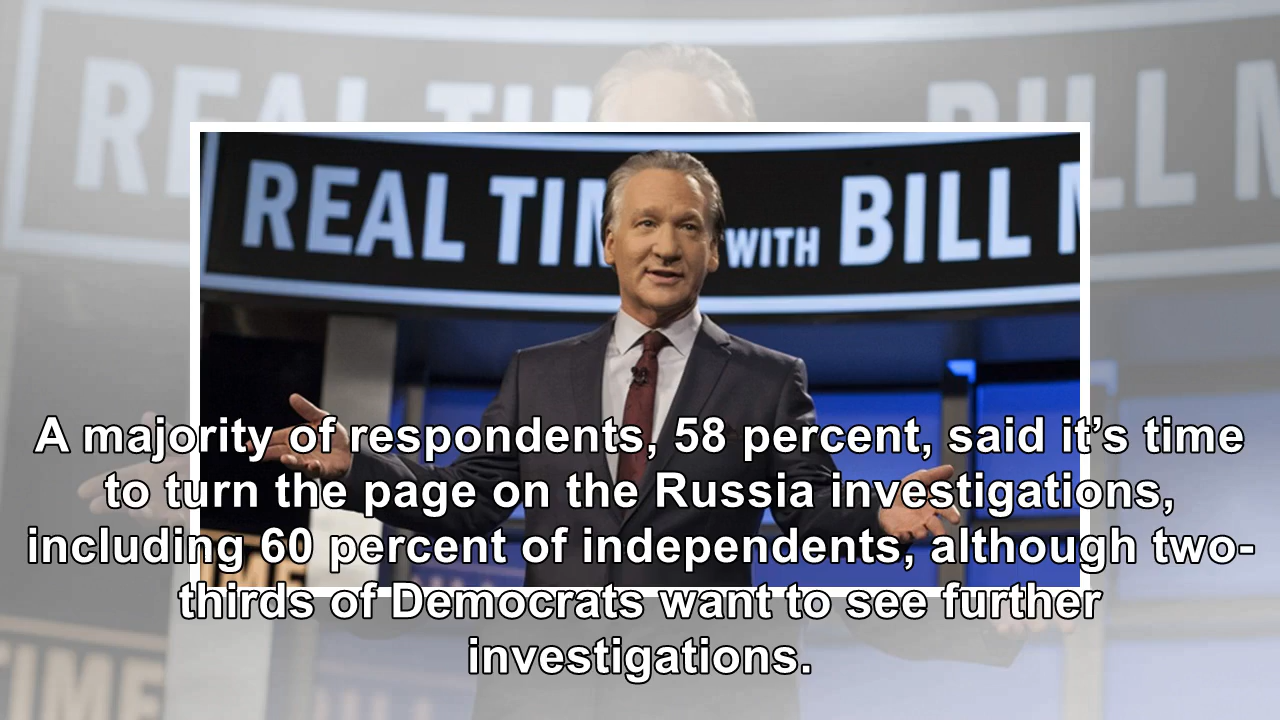 REAL TIM WITH BILL M
A majority of respondents, 58 percent, said it’s time
to turn the page on the Russia investigations,
including 60 percent of independents, although two-
thirds of Democrats want to see further
investigations.